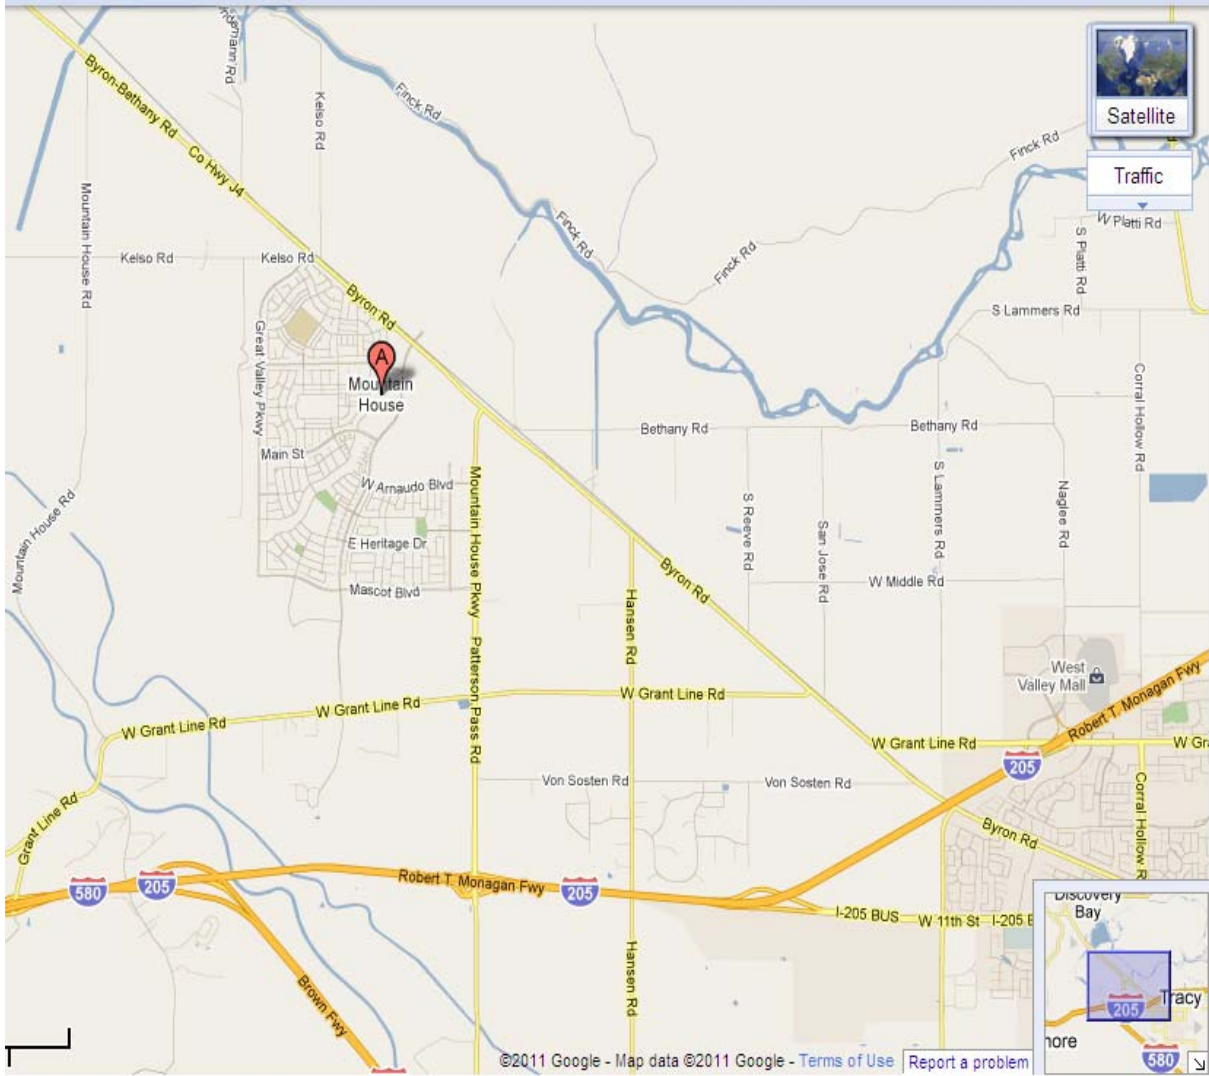 Kelso Rd
Finck Rd
Satellite
Byron-Bethany Rd
Co Hwy J4
Finck Rd
Traffic
Mountain House Rd
Finck Rd
W Platti Rd
S Platti Rd
Kelso Rd
Kelso Rd
Finck Rd
Byron Rd
S Lammers Rd
Great Valley Pkwy
A
Mountain
House
Corral Hollow Rd
Bethany Rd
Bethany Rd
Main St
W Arnaudo Blvd
Mountain House Rd
Mountain House Pkwy
S Reeve Rd
San Jose Rd
S Lammers Rd
Naglee Rd
E Heritage Dr
Mascot Blvd
Byron Rd
W Middle Rd
Hansen Rd
Patterson Pass Rd
West
Valley Mall
W Grant Line Rd
W Grant Line Rd
W Grant Line Rd
Robert T. Monagan Fwy
W Grant Line Rd
W Gr
205
Von Sosten Rd
Von Sosten Rd
Corral Hollow R
Grant Line Rd
Byron Rd
580
205
Robert T. Monagan Fwy
205
I-205 BUS
W 11th St
I-205 B
Discovery
Bay
Hansen Rd
Brown Fwy
205
Tracy
nore
580
©2011 Google - Map data ©2011 Google - Terms of Use
Report a problem